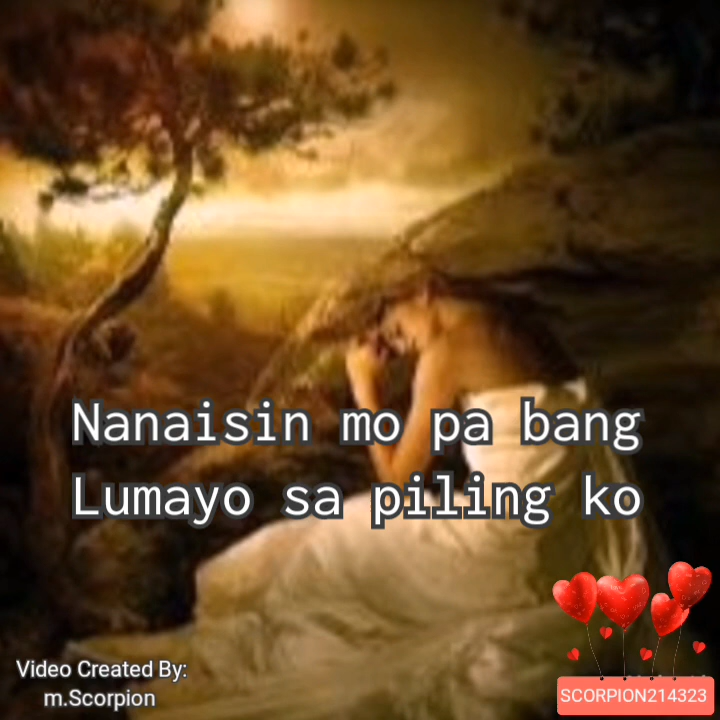 Nanaisin mo pa bang
Lumayo sa piling ko
Video Created By:
m.Scorpion
SCORPION214323